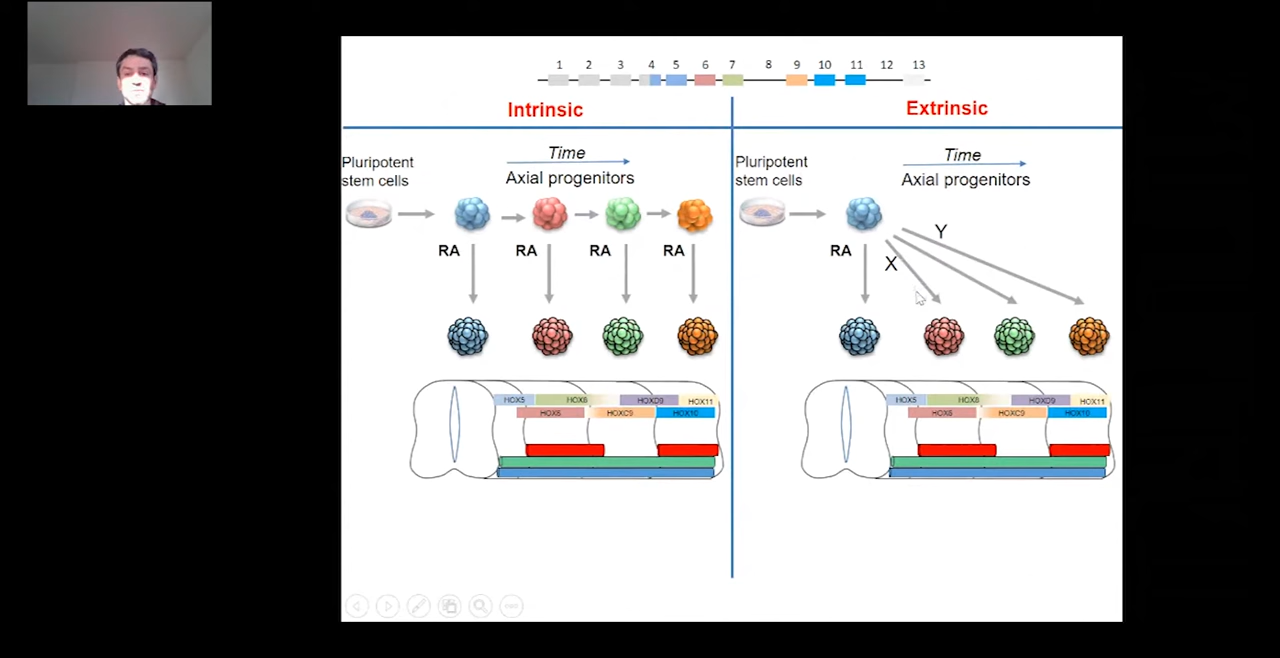 1 2 3 4 5 6 7 8 9 10 11 12 13
Intrinsic
Pluripotent
stem cells
Time
Axial progenitors
RA RA RA RA
HOX5 HOX8 HOXD9 HOX11
HOX6 HOXC9 HOX10
Extrinsic
Pluripotent
stem cells
Time
Axial progenitors
Y
RA
X
HOX5 HOX8 HOXD9 HOX11
HOX6 HOXC9 HOX10